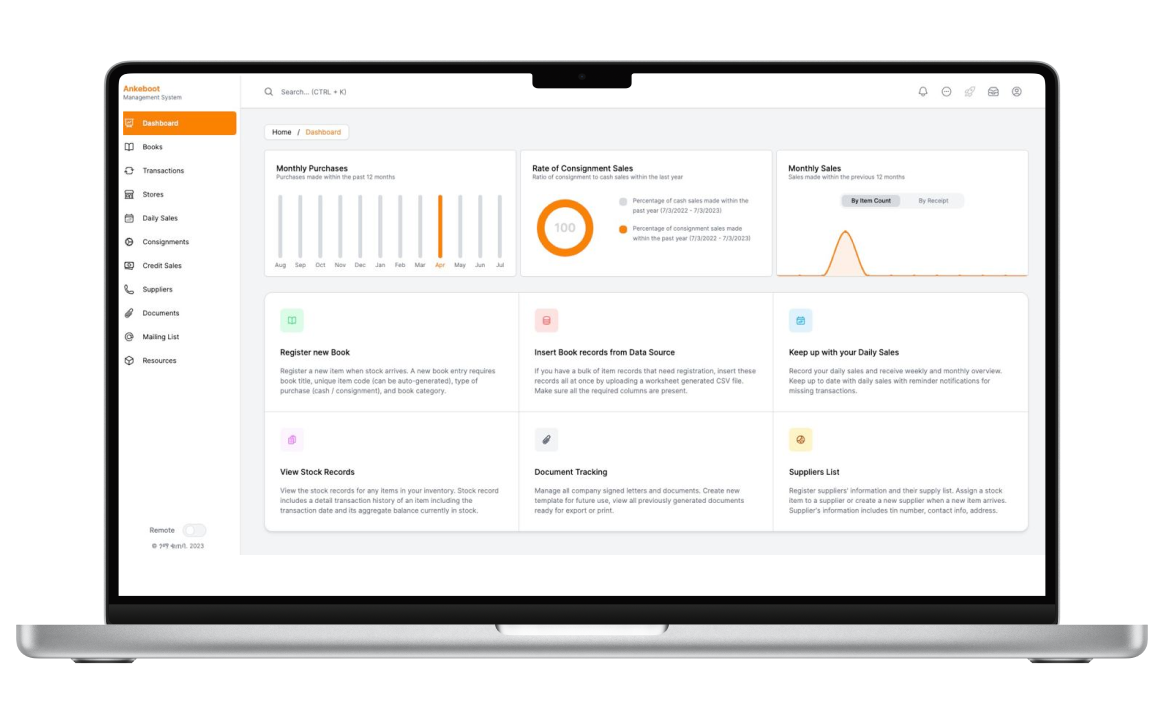 Ankeboot
Management System
Search... (CTRL + K)
Dashboard
Books
Transactions
Stores
Daily Sales
Consignments
Credit Sales
Suppliers
Documents
Mailing List
Resources
Remote
2023
Home / Dashboard
Monthly Purchases
Purchases made within the past 12 months
Aug Sep Oct Nov Dec Jan Feb Mar Apr May Jun Jul
Rate of Consignment Sales
Ratio of consignment to cash sales within the last year
100
Percentage of cash sales made within the
past year (7/3/2022 - 7/3/2023)
Percentage of consignment sales made
within the past year (7/3/2022 - 7/3/2023)
Monthly Sales
Sales made within the previous 12 months
By Item Count By Receipt
Register new Book
Register a new item when stock arrives. A new book entry requires
book title, unique item code (can be auto-generated), type of
purchase (cash / consignment), and book category.
Insert Book records from Data Source
If you have a bulk of item records that need registration, insert these
records all at once by uploading a worksheet generated CSV file.
Make sure all the required columns are present.
Keep up with your Daily Sales
Record your daily sales and receive weekly and monthly overview.
Keep up to date with daily sales with reminder notifications for
missing transactions.
View Stock Records
View the stock records for any items in your inventory. Stock record
includes a detail transaction history of an item including the
transaction date and its aggregate balance currently in stock.
Document Tracking
Manage all company signed letters and documents. Create new
template for future use, view all previously generated documents
ready for export or print.
Suppliers List
Register suppliers' information and their supply list. Assign a stock
item to a supplier or create a new supplier when a new item arrives.
Supplier's information includes tin number, contact info, address.